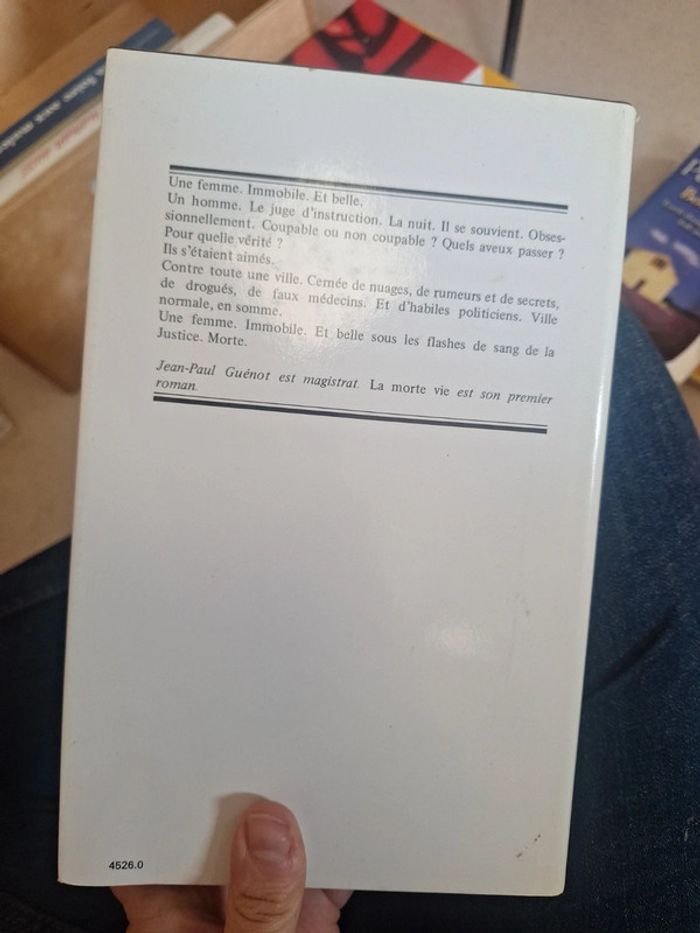 Une femme. Immobile. Et belle.
Un homme. Le juge d'instruction. La nuit. Il se souvient. Obses-
sionnellement. Coupable ou non coupable ? Quels aveux passer ?
Pour quelle vérité ?
Ils s'étaient aimés.
Contre toute une ville. Cernée de nuages, de rumeurs et de secrets,
de drogués, de faux médecins. Et d'habiles politiciens. Ville
normale, en somme.
Une femme. Immobile. Et belle sous les flashes de sang de la
Justice. Morte.
Jean-Paul Guénot est magistrat. La morte vie est son premier
roman.
4526.0